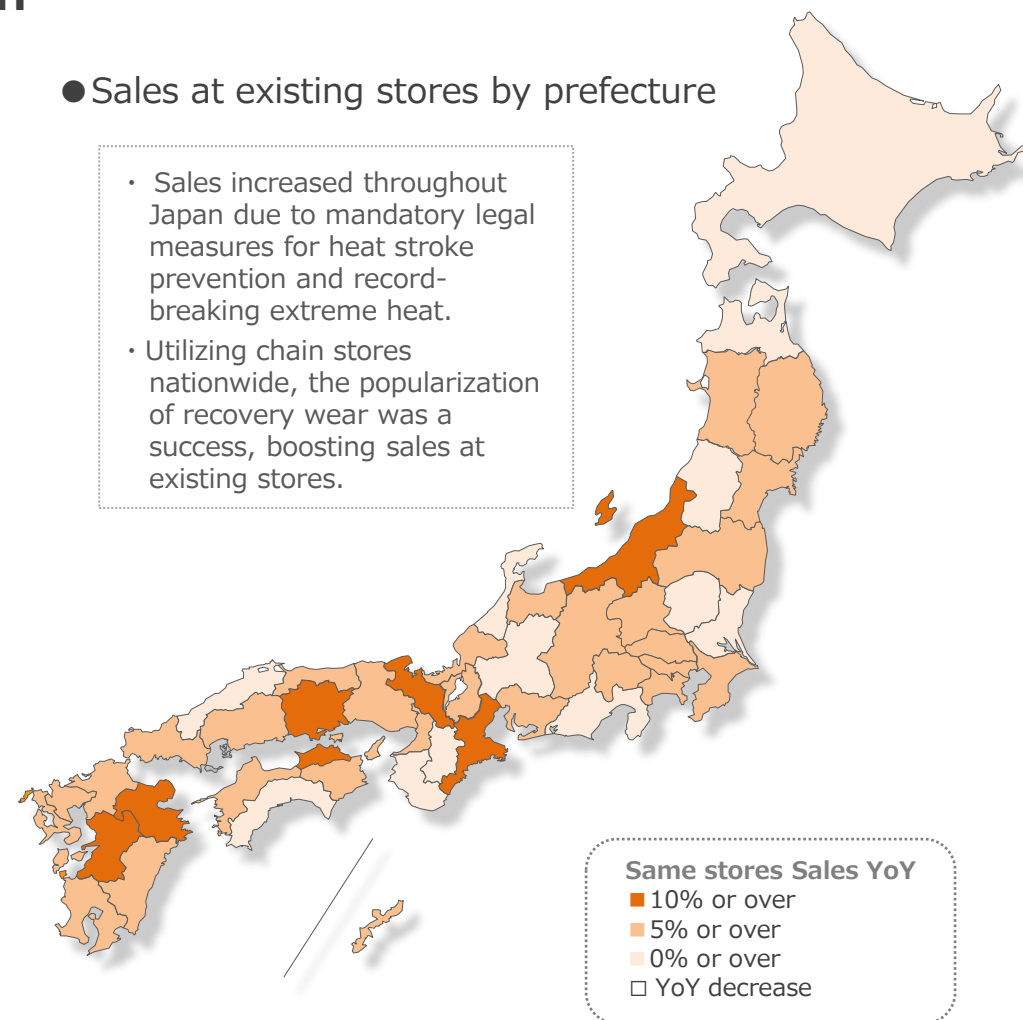 ●Sales at existing stores by prefecture
・ Sales increased throughout
Japan due to mandatory legal
measures for heat stroke
prevention and record-
breaking extreme heat.
・Utilizing chain stores
nationwide, the popularization
of recovery wear was a
success, boosting sales at
existing stores.
Same stores Sales YoY
■10% or over
■5% or over
■0% or over
□ YoY decrease